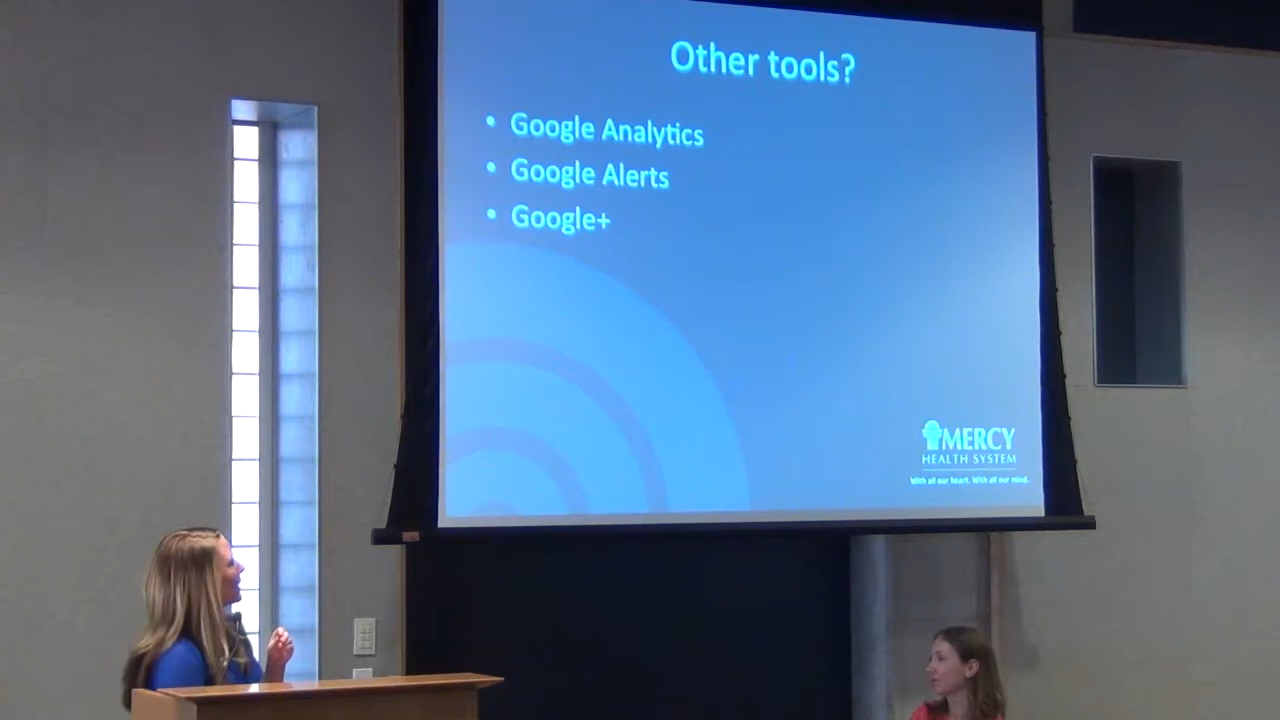 Other tools?
• Google Analytics
• Google Alerts
• Google+
MERCY
HEALTH SYSTEM
With all our heart. With all our mind.